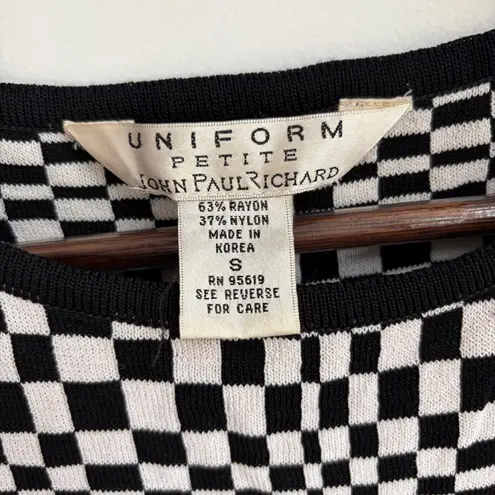 UNIFORM
PETITE
JOHN PAUL RICHARD
63% RAYON
37% NYLON
MADE IN
KOREA
S
RN 95619
SEE REVERSE
FOR CARE